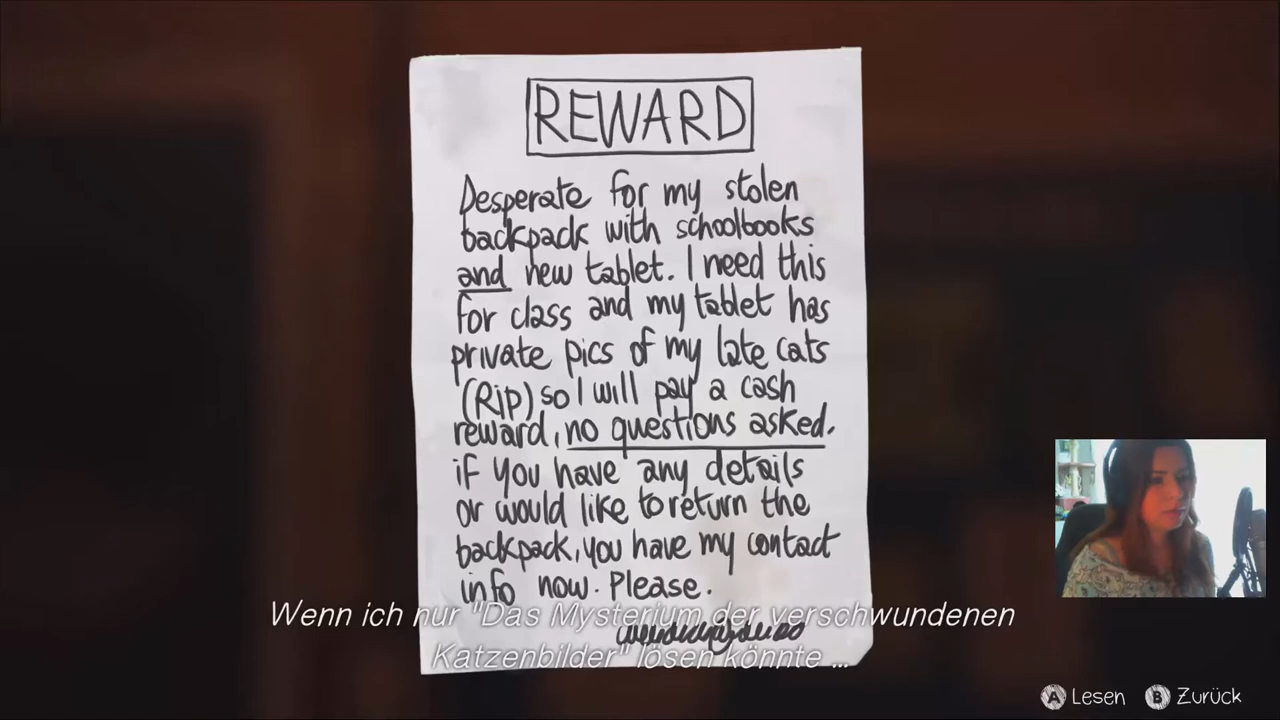 REWARD
Desperate for my stolen
backpack with schoolbooks
and new tablet. I need this
for class and my tablet has
private pics of my late cats
(Rip) so I will pay a cash
reward, no questions asked.
if you have any details
or would like to return the
backpack, you have my contact
info now. Please.
Wenn ich nur "Das Mysterium der verschwundenen
Katzenbilder" lösen könnte ...
A Lesen B Zurück